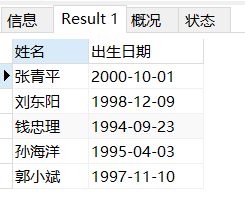 信息 Result 1 概况 状态
姓名 出生日期
张青平 2000-10-01
刘东阳 1998-12-09
钱忠理 1994-09-23
孙海洋 1995-04-03
郭小斌 1997-11-10